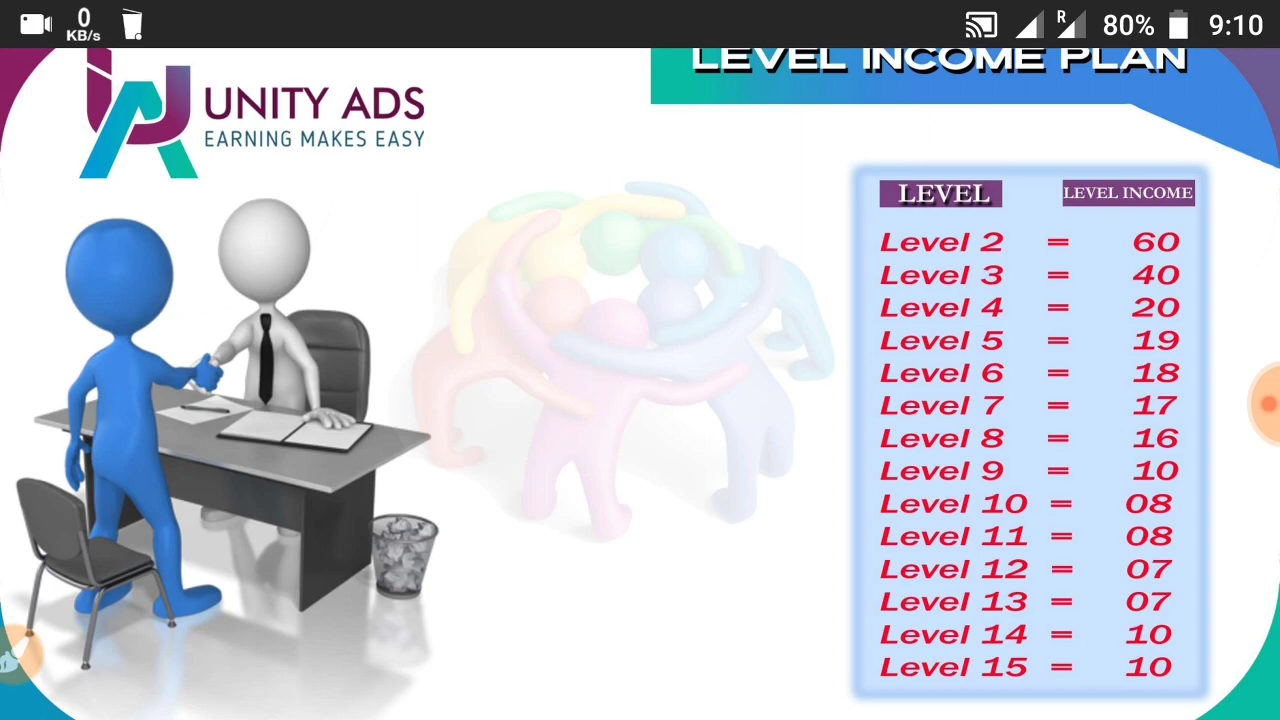 0
KB/s
R
80%
9:10
LEVEL INCOME PLAN
UNITY ADS
EARNING MAKES EASY
LEVEL LEVEL INCOME
Level 2 = 60
Level 3 = 40
Level 4 = 20
Level 5 = 19
Level 6 = 18
Level 7 = 17
Level 8 = 16
Level 9 = 10
Level 10 = 08
Level 11 = 08
Level 12 = 07
Level 13 = 07
Level 14 = 10
Level 15 = 10